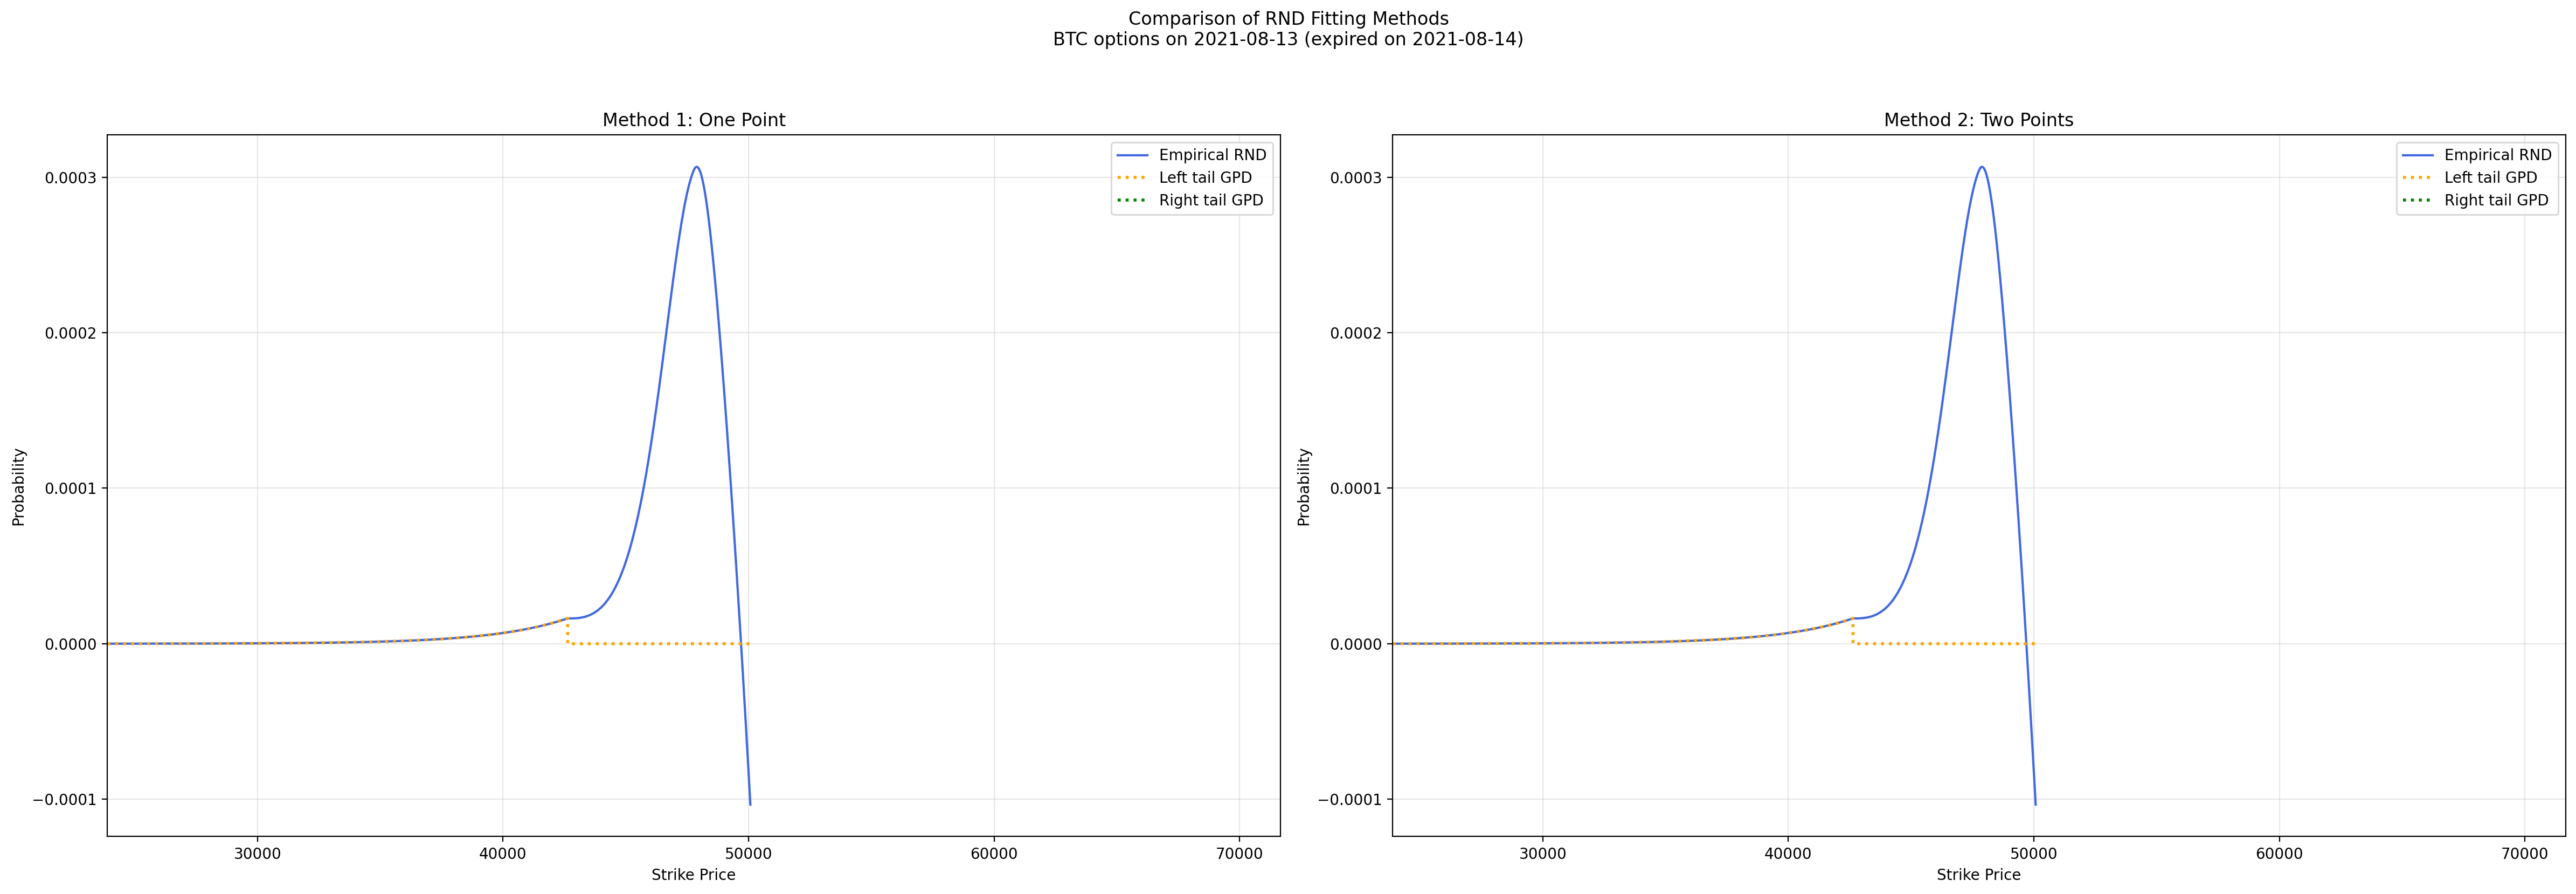 Comparison of RND Fitting Methods
BTC options on 2021-08-13 (expired on 2021-08-14)
Method 1: One Point
Empirical RND
Left tail GPD
Right tail GPD
0.0003
0.0002
0.0001
0.0000
−0.0001
Probability
30000
40000
50000
60000
70000
Strike Price
Method 2: Two Points
Empirical RND
Left tail GPD
Right tail GPD
0.0003
0.0002
0.0001
0.0000
−0.0001
Probability
30000
40000
50000
60000
70000
Strike Price